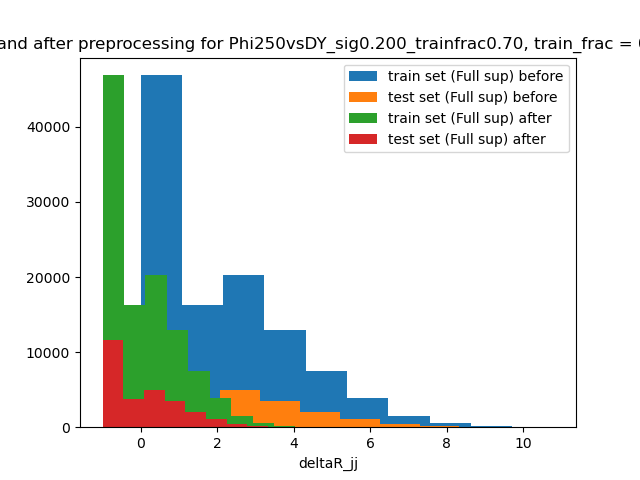 and after preprocessing for Phi250vsDY_sig0.200_trainfrac0.70, train_frac =
train set (Full sup) before
test set (Full sup) before
train set (Full sup) after
test set (Full sup) after
40000
30000
20000
10000
0
0 2 4 6 8 10
deltaR_jj